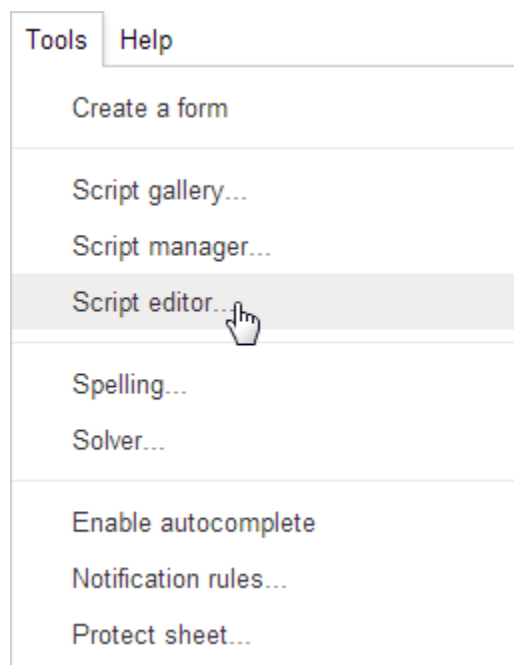 Tools Help
Create a form
Script gallery...
Script manager...
Script editor...
Spelling...
Solver...
Enable autocomplete
Notification rules...
Protect sheet...